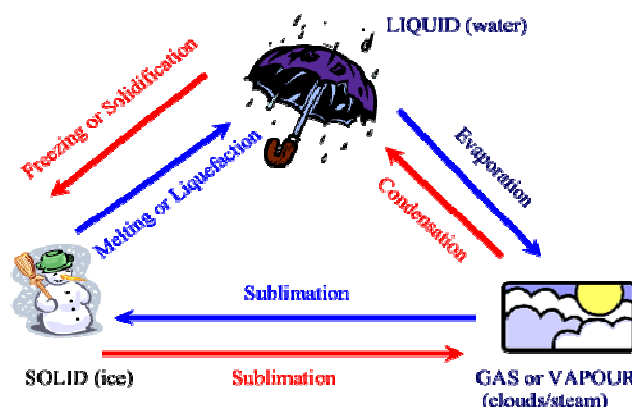 LIQUID (water)
Freezing or Solidification
Melting or Liquefaction
Evaporation
Condensation
Sublimation
SOLID (ice)
Sublimation
GAS or VAPOUR
(clouds/steam)